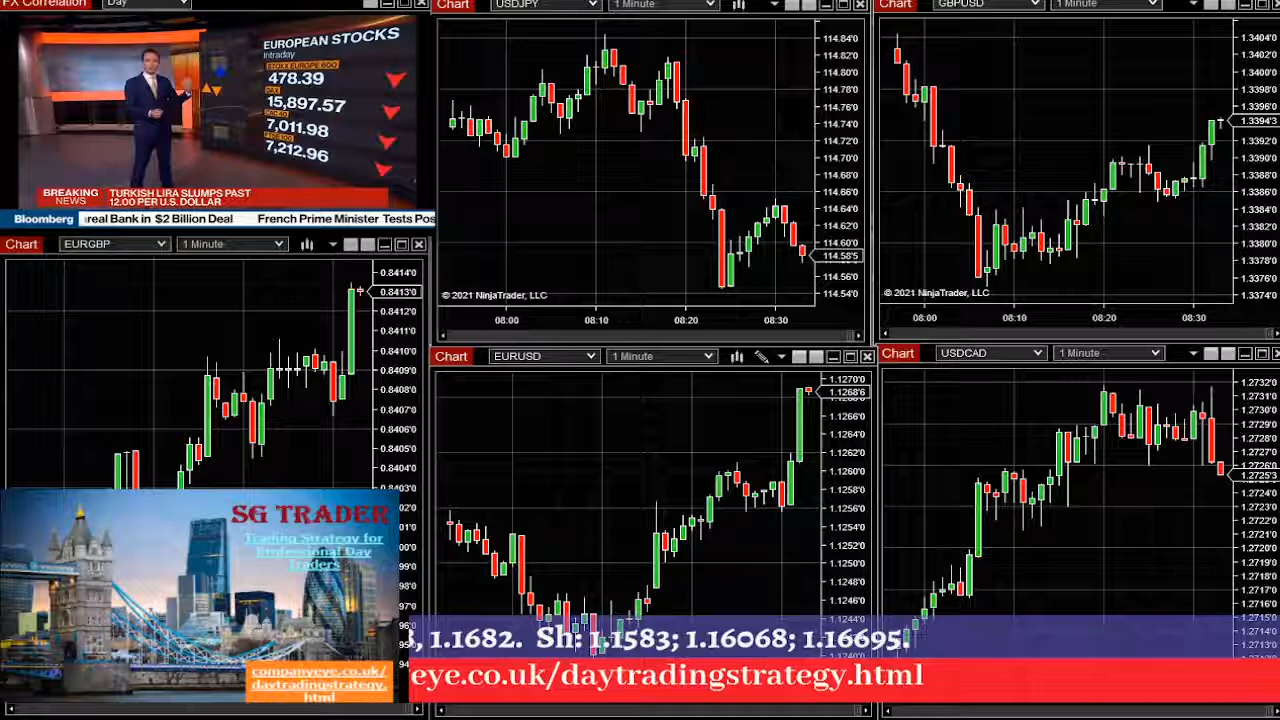 FX Correlation Day
EUROPEAN STOCKS
intraday
STOXX EUROPE 600
478.39
DAX
15,897.57
CAC 40
7,011.98
FTSE 100
7,212.96
BREAKING NEWS
TURKISH LIRA SLUMPS PAST
12.00 PER U.S. DOLLAR
Bloomberg real Bank in $2 Billion Deal French Prime Minister Tests Pos
Chart USDJPY 1 Minute
114.84'0
114.80'0
114.78'0
114.76'0
114.74'0
114.72'0
114.70'0
114.68'0
114.66'0
114.64'0
114.62'0
114.60'0
114.58'5
114.56'0
114.54'0
© 2021 NinjaTrader, LLC
08:00 08:10 08:20 08:30
Chart GBPUSD 1 Minute
1.3404'0
1.3402'0
1.3400'0
1.3398'0
1.3396'0
1.3394'3
1.3392'0
1.3390'0
1.3388'0
1.3386'0
1.3384'0
1.3382'0
1.3380'0
1.3378'0
1.3376'0
1.3374'0
© 2021 NinjaTrader, LLC
08:00 08:10 08:20 08:30
Chart EURGBP 1 Minute
0.8414'0
0.8413'0
0.8412'0
0.8411'0
0.8410'0
0.8409'0
0.8408'0
0.8407'0
0.8406'0
0.8405'0
0.8404'0
Chart EURUSD 1 Minute
1.1270'0
1.1268'6
1.1266'0
1.1264'0
1.1262'0
1.1260'0
1.1258'0
1.1256'0
1.1254'0
1.1252'0
1.1250'0
1.1248'0
1.1246'0
1.1244'0
Chart USDCAD 1 Minute
1.2732'0
1.2731'0
1.2730'0
1.2729'0
1.2728'0
1.2727'0
1.2726'0
1.2725'3
1.2724'0
1.2723'0
1.2722'0
1.2721'0
1.2720'0
1.2719'0
1.2718'0
1.2717'0
1.2716'0
1.2715'0
1.2714'0
1.2713'0
SG TRADER
Trading Strategy for
Professional Day
Traders
companyeye.co.uk/
daytradingstrategy.
html
, 1.1682. Sh: 1.1583; 1.16068; 1.16695.
eye.co.uk/daytradingstrategy.html